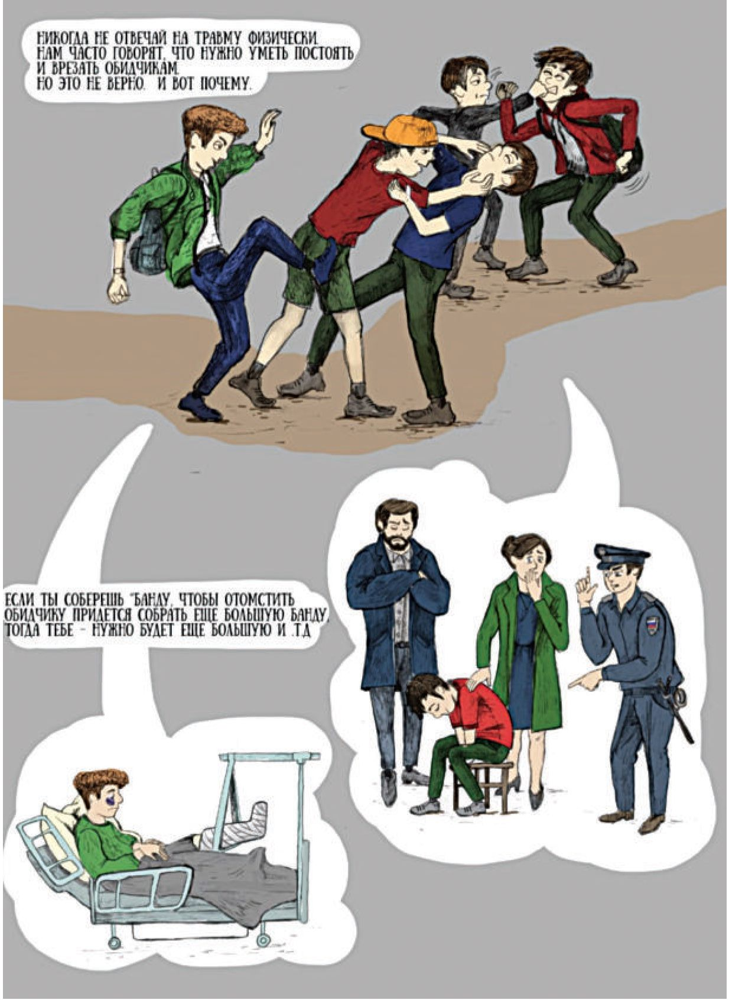 НИКОГДА НЕ ОТВЕЧАЙ НА ТРАВМУ ФИЗИЧЕСКИ.
НАМ ЧАСТО ГОВОРЯТ, ЧТО НУЖНО УМЕТЬ ПОСТОЯТЬ
И ВРЕЗАТЬ ОБИДЧИКАМ.
НО ЭТО НЕ ВЕРНО. И ВОТ ПОЧЕМУ.
ЕСЛИ ТЫ СОБЕРЕШЬ "БАНДУ, ЧТОБЫ ОТОМСТИТЬ
ОБИДЧИКУ ПРИДЕТСЯ СОБРАТЬ ЕЩЕ БОЛЬШУЮ БАНДУ,
ТОГДА ТЕБЕ - НУЖНО БУДЕТ ЕЩЕ БОЛЬШУЮ И .Т.Д